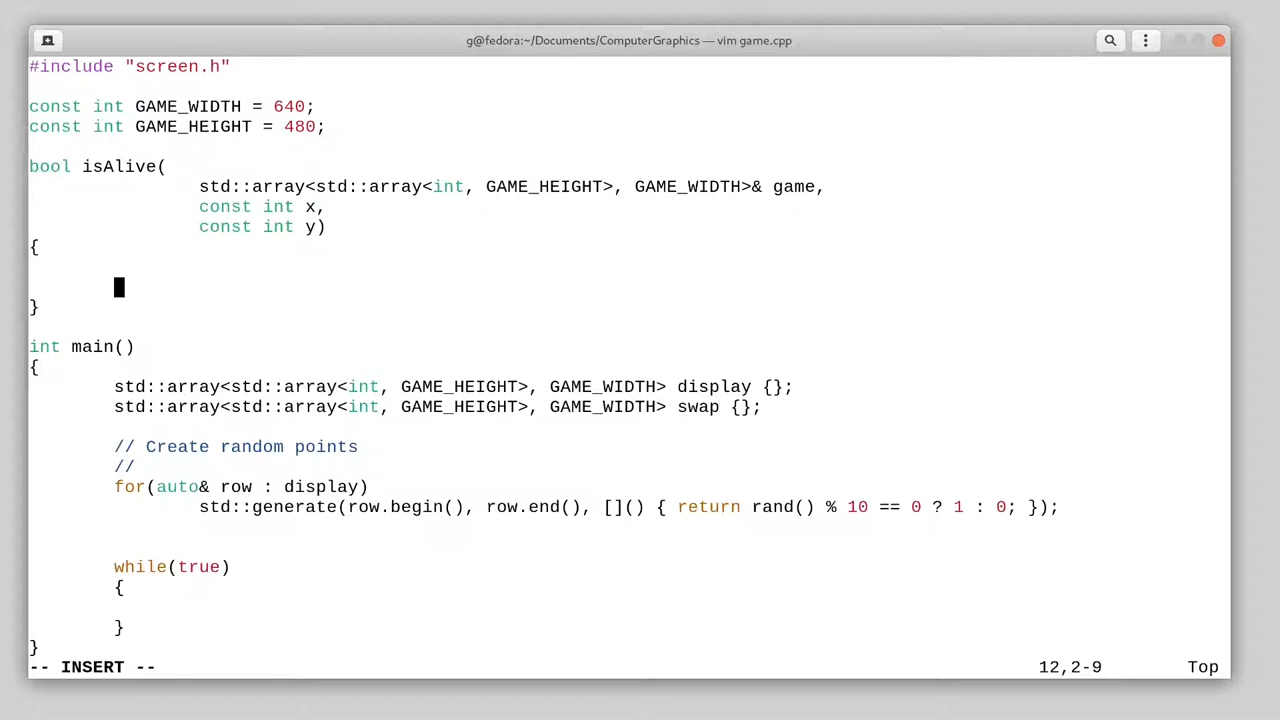 g@fedora:~/Documents/ComputerGraphics — vim game.cpp
#include "screen.h"
const int GAME_WIDTH = 640;
const int GAME_HEIGHT = 480;
bool isAlive(
std::array<std::array<int, GAME_HEIGHT>, GAME_WIDTH>& game,
const int x,
const int y)
{
}
int main()
{
std::array<std::array<int, GAME_HEIGHT>, GAME_WIDTH> display {};
std::array<std::array<int, GAME_HEIGHT>, GAME_WIDTH> swap {};
// Create random points
//
for(auto& row : display)
std::generate(row.begin(), row.end(), []() { return rand() % 10 == 0 ? 1 : 0; });
while(true)
{
}
}
-- INSERT -- 12,2-9 Top